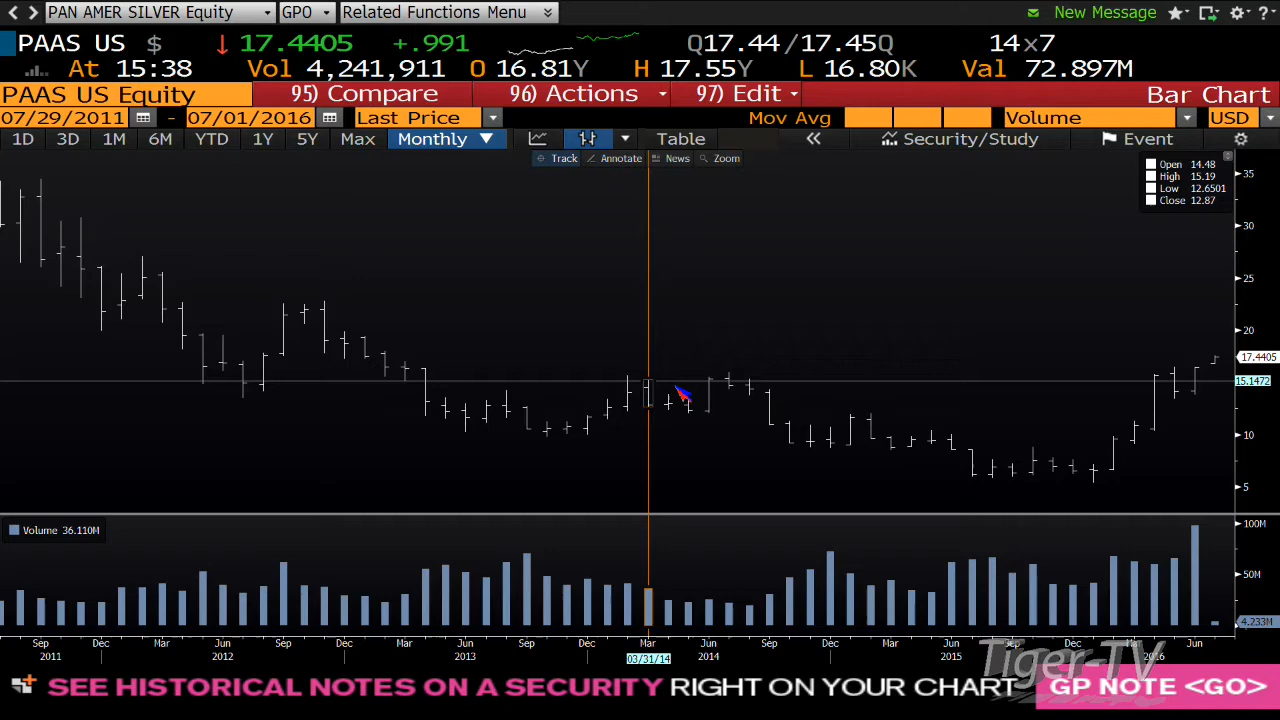 PAN AMER SILVER Equity GPO Related Functions Menu New Message
PAAS US $ 17.4405 +.991 Q17.44 /17.45Q 14×7
At 15:38 Vol 4,241,911 O 16.81Y H 17.55Y L 16.80K Val 72.897M
PAAS US Equity 95) Compare 96) Actions 97) Edit Bar Chart
07/29/2011 - 07/01/2016 Last Price Mov Avg Volume USD
1D 3D 1M 6M YTD 1Y 5Y Max Monthly Table Security/Study Event
Track Annotate News Zoom
Open 14.48
High 15.19
Low 12.6501
Close 12.87
35
30
25
20
17.4405
15.1472
10
5
Volume 36.110M
100M
50M
4.233M
Sep Dec Mar Jun Sep Dec Mar Jun Sep Dec Mar Jun Sep Dec Mar Jun Sep Dec Mar Jun
2011 2012 2013 03/31/14 2014 2015 2016
Tiger-TV
SEE HISTORICAL NOTES ON A SECURITY RIGHT ON YOUR CHART GP NOTE <GO>